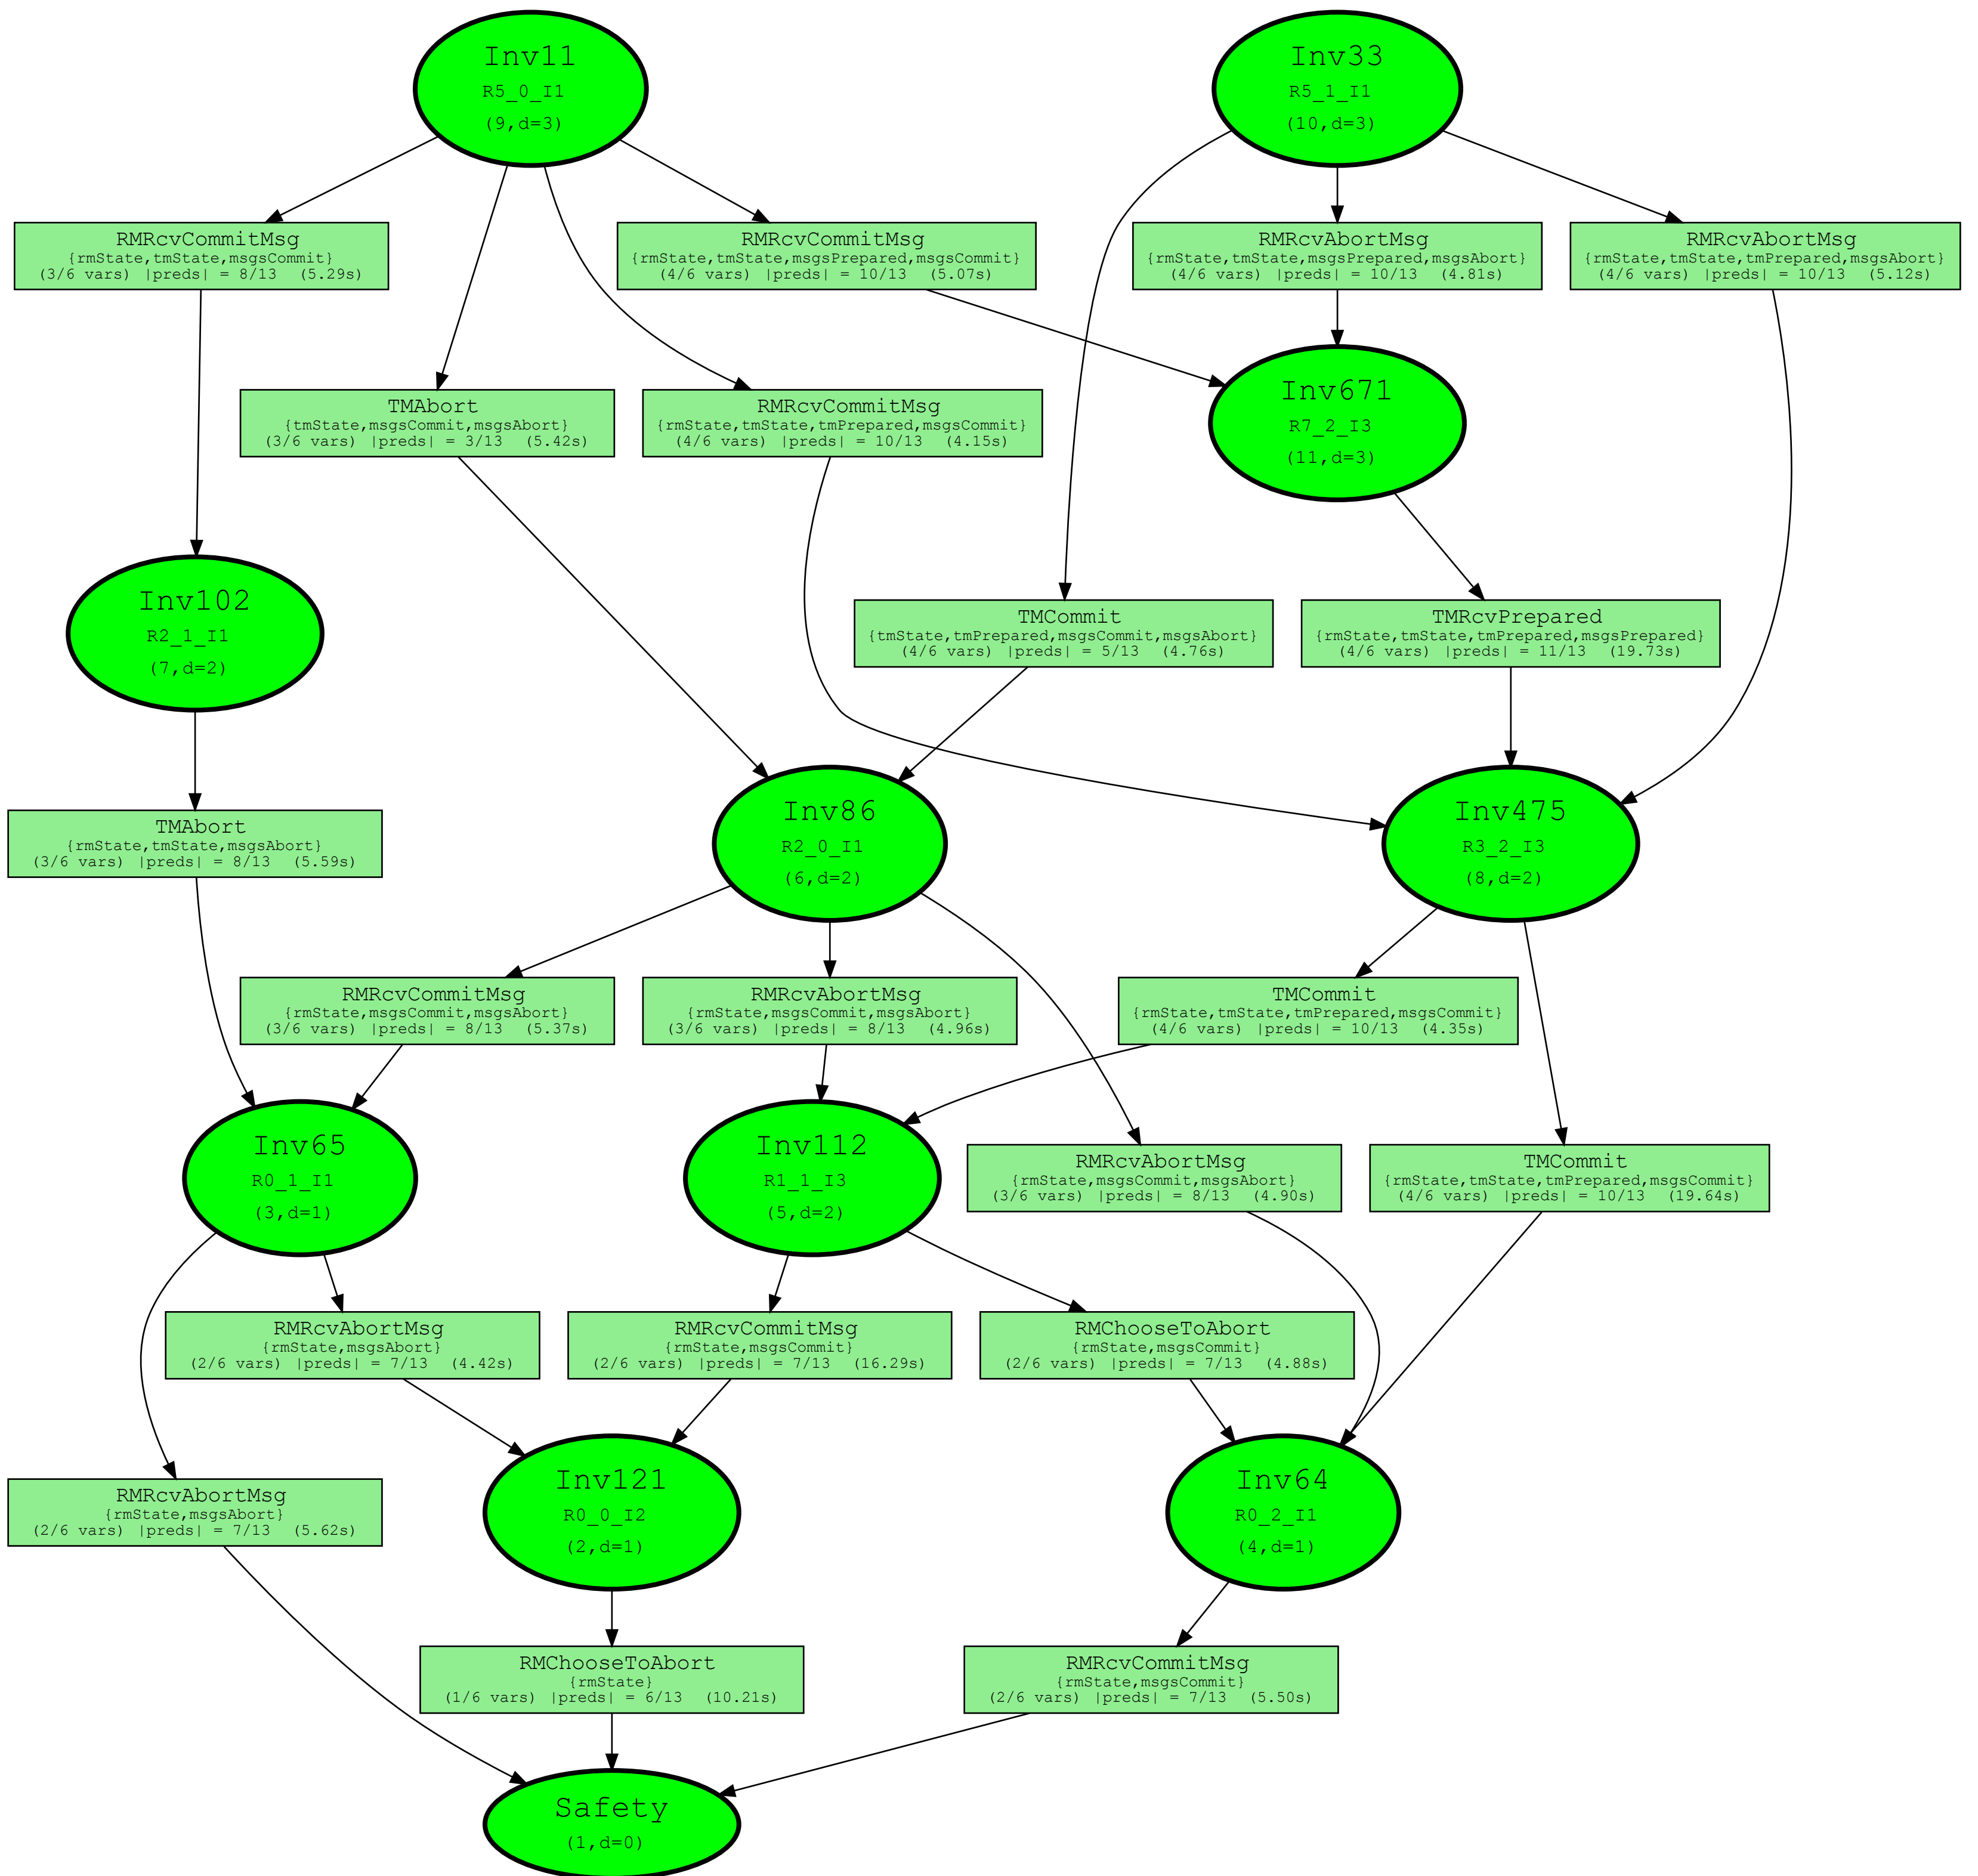 Inv11
R5_0_I1
(9,d=3)
Inv33
R5_1_I1
(10,d=3)
RMRcvCommitMsg
{rmState,tmState,msgsCommit}
(3/6 vars) |preds| = 8/13 (5.29s)
RMRcvCommitMsg
{rmState,tmState,msgsPrepared,msgsCommit}
(4/6 vars) |preds| = 10/13 (5.07s)
RMRcvAbortMsg
{rmState,tmState,msgsPrepared,msgsAbort}
(4/6 vars) |preds| = 10/13 (4.81s)
RMRcvAbortMsg
{rmState,tmState,tmPrepared,msgsAbort}
(4/6 vars) |preds| = 10/13 (5.12s)
TMAbort
{tmState,msgsCommit,msgsAbort}
(3/6 vars) |preds| = 3/13 (5.42s)
RMRcvCommitMsg
{rmState,tmState,tmPrepared,msgsCommit}
(4/6 vars) |preds| = 10/13 (4.15s)
Inv671
R7_2_I3
(11,d=3)
Inv102
R2_1_I1
(7,d=2)
TMCommit
{tmState,tmPrepared,msgsCommit,msgsAbort}
(4/6 vars) |preds| = 5/13 (4.76s)
TMRcvPrepared
{rmState,tmState,tmPrepared,msgsPrepared}
(4/6 vars) |preds| = 11/13 (19.73s)
TMAbort
{rmState,tmState,msgsAbort}
(3/6 vars) |preds| = 8/13 (5.59s)
Inv86
R2_0_I1
(6,d=2)
Inv475
R3_2_I3
(8,d=2)
RMRcvCommitMsg
{rmState,msgsCommit,msgsAbort}
(3/6 vars) |preds| = 8/13 (5.37s)
RMRcvAbortMsg
{rmState,msgsCommit,msgsAbort}
(3/6 vars) |preds| = 8/13 (4.96s)
TMCommit
{rmState,tmState,tmPrepared,msgsCommit}
(4/6 vars) |preds| = 10/13 (4.35s)
Inv65
R0_1_I1
(3,d=1)
Inv112
R1_1_I3
(5,d=2)
RMRcvAbortMsg
{rmState,msgsCommit,msgsAbort}
(3/6 vars) |preds| = 8/13 (4.90s)
TMCommit
{rmState,tmState,tmPrepared,msgsCommit}
(4/6 vars) |preds| = 10/13 (19.64s)
RMRcvAbortMsg
{rmState,msgsAbort}
(2/6 vars) |preds| = 7/13 (4.42s)
RMRcvCommitMsg
{rmState,msgsCommit}
(2/6 vars) |preds| = 7/13 (16.29s)
RMChooseToAbort
{rmState,msgsCommit}
(2/6 vars) |preds| = 7/13 (4.88s)
RMRcvAbortMsg
{rmState,msgsAbort}
(2/6 vars) |preds| = 7/13 (5.62s)
Inv121
R0_0_I2
(2,d=1)
Inv64
R0_2_I1
(4,d=1)
RMChooseToAbort
{rmState}
(1/6 vars) |preds| = 6/13 (10.21s)
RMRcvCommitMsg
{rmState,msgsCommit}
(2/6 vars) |preds| = 7/13 (5.50s)
Safety
(1,d=0)